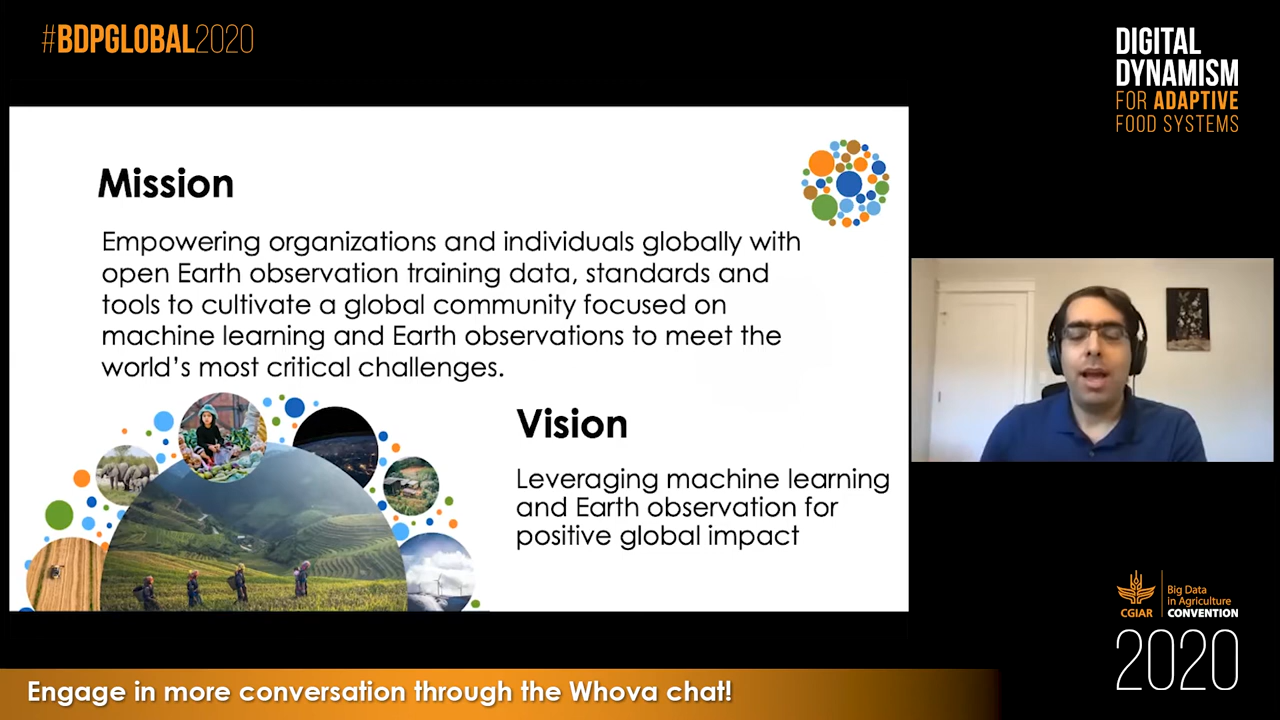 #BDPGLOBAL2020
DIGITAL
DYNAMISM
FOR ADAPTIVE
FOOD SYSTEMS
Mission
Empowering organizations and individuals globally with
open Earth observation training data, standards and
tools to cultivate a global community focused on
machine learning and Earth observations to meet the
world's most critical challenges.
Vision
Leveraging machine learning
and Earth observation for
positive global impact
CGIAR
Big Data
in Agriculture
CONVENTION
2020
Engage in more conversation through the Whova chat!